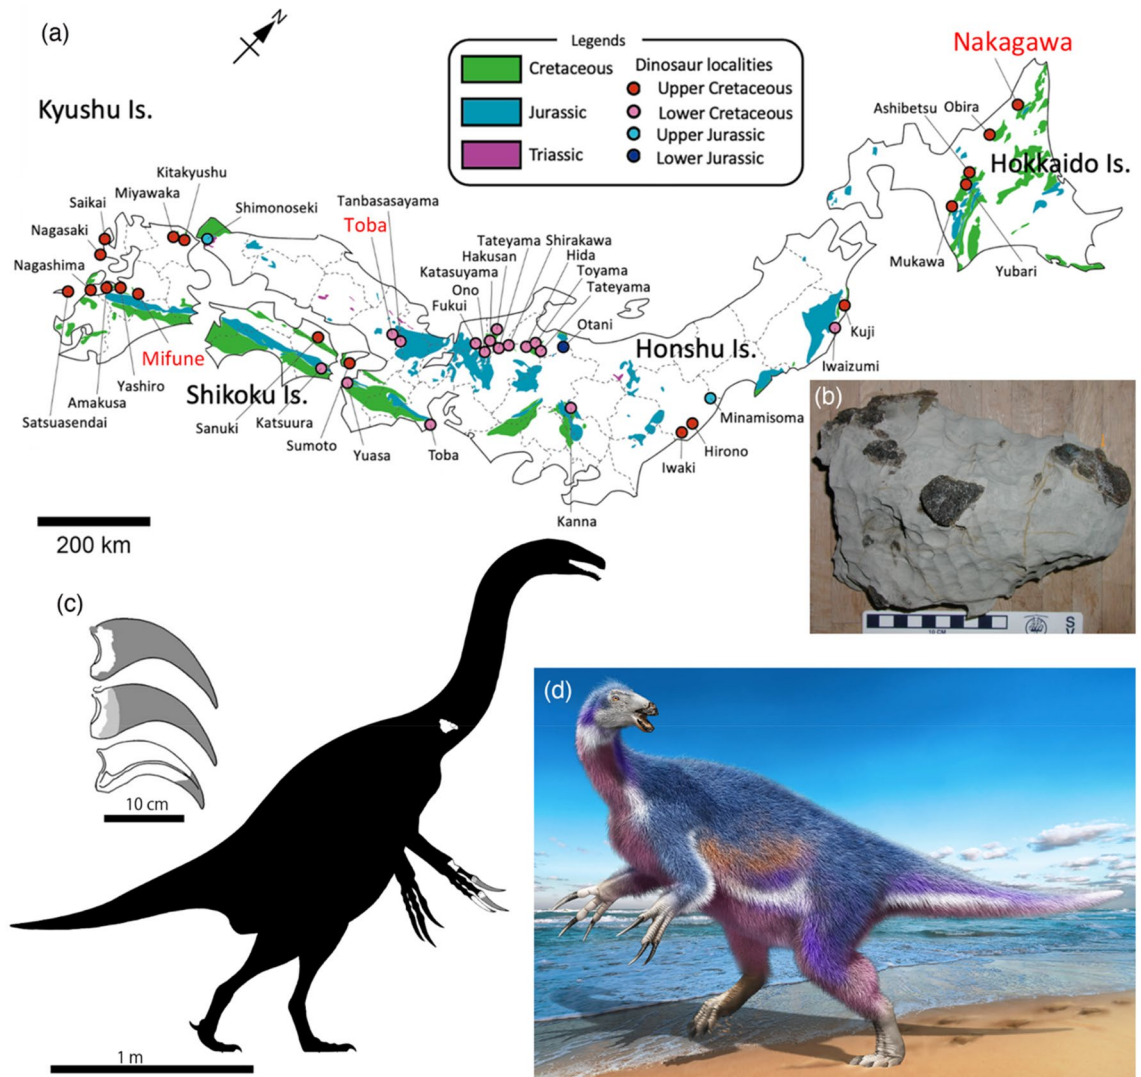 (a)
N
Kyushu Is.
Legends
Cretaceous
Jurassic
Triassic
Dinosaur localities
Upper Cretaceous
Lower Cretaceous
Upper Jurassic
Lower Jurassic
Nakagawa
Ashibetsu
Obira
Hokkaido Is.
Mukawa
Yubari
Kitakyushu
Miyawaka
Saikai
Shimonoseki
Nagasaki
Nagashima
Tanbasasayama
Toba
Tateyama
Shirakawa
Hakusan
Hida
Katasuyama
Toyama
Ono
Tateyama
Fukui
Otani
Honshu Is.
Kuji
Iwaizumi
Mifune
Yashiro
Amakusa
Satsuasendai
Shikoku Is.
Sanuki
Katsuura
Sumoto
Yuasa
Toba
Minamisoma
Hirono
Iwaki
Kanna
200 km
(b)
10 CM
S
V
(c)
10 cm
1 m
(d)